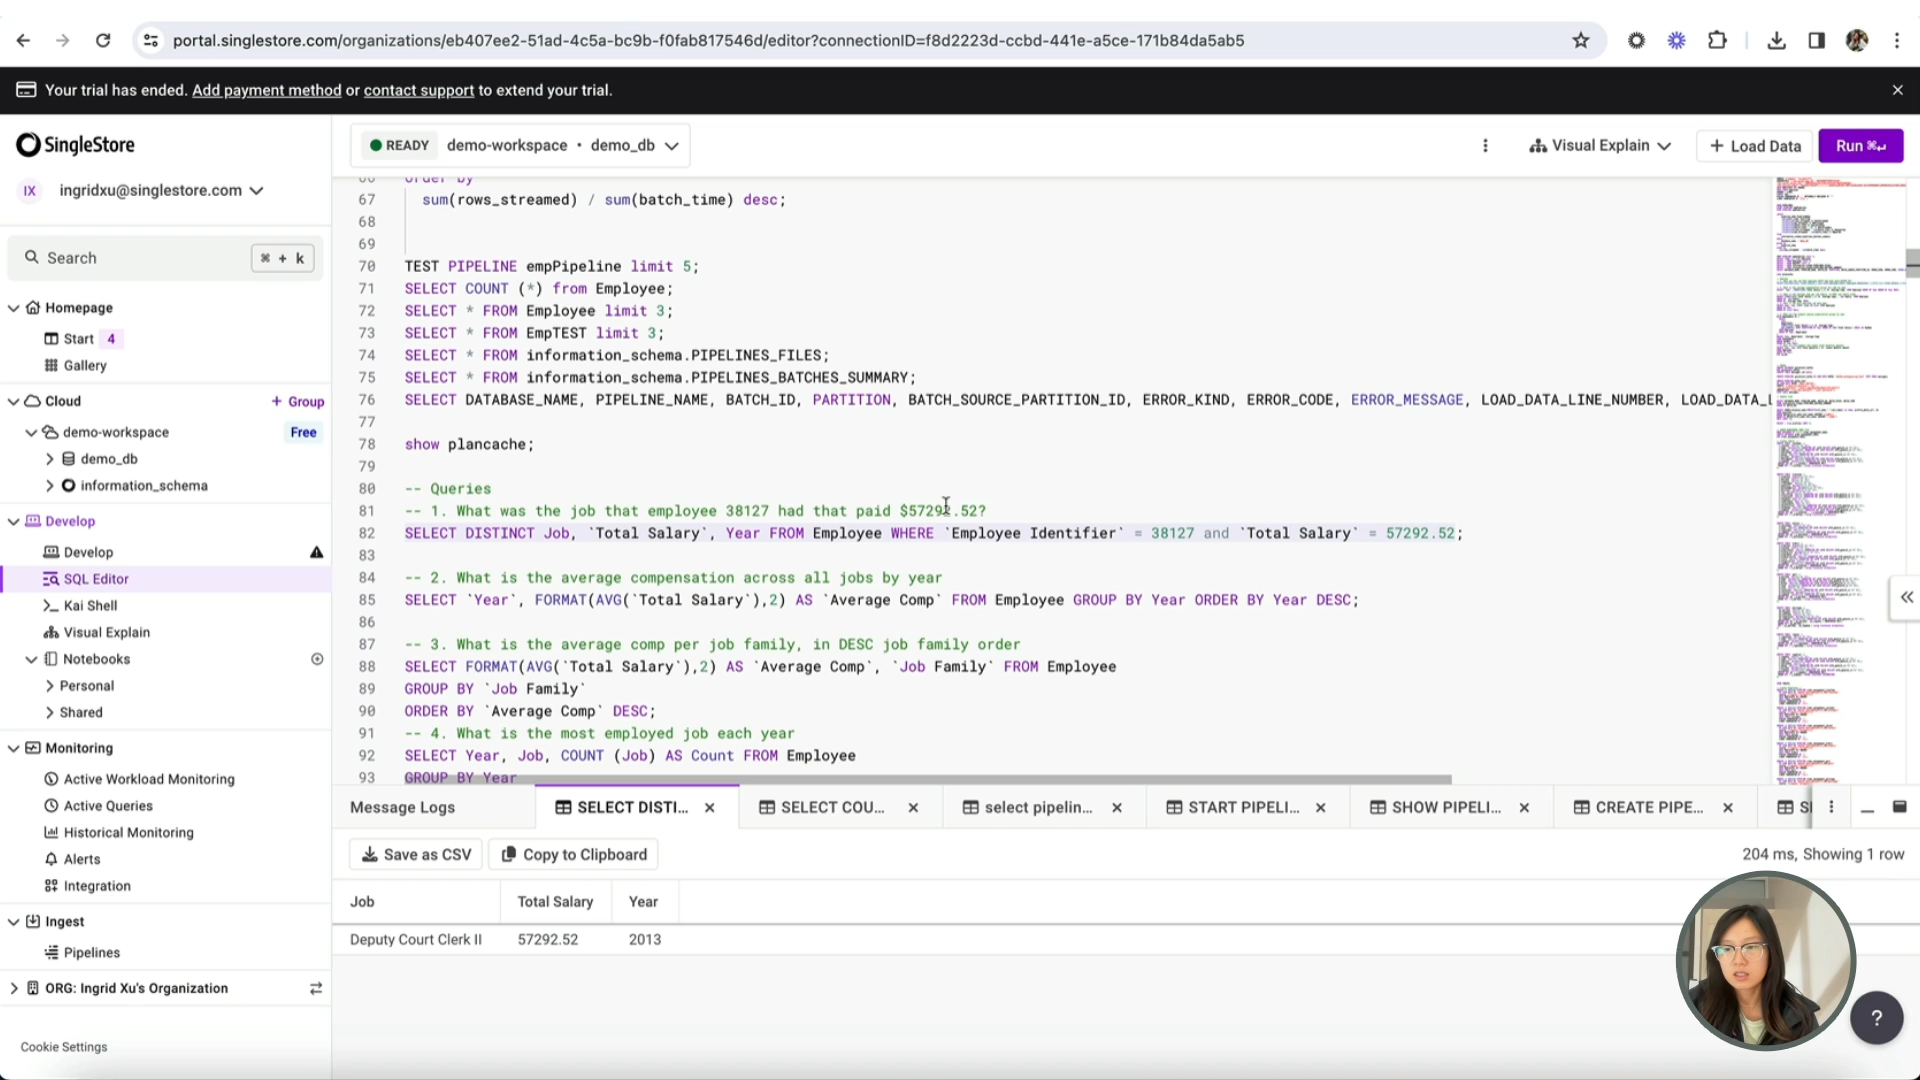 portal.singlestore.com/organizations/eb407ee2-51ad-4c5a-bc9b-f0fab817546d/editor?connectionID=f8d2223d-ccbd-441e-a5ce-171b84da5ab5
Your trial has ended. Add payment method or contact support to extend your trial.
SingleStore
IX ingridxu@singlestore.com
Search ⌘ + k
Homepage
Start 4
Gallery
Cloud + Group
demo-workspace Free
demo_db
information_schema
Develop
Develop
SQL Editor
Kai Shell
Visual Explain
Notebooks
Personal
Shared
Monitoring
Active Workload Monitoring
Active Queries
Historical Monitoring
Alerts
Integration
Ingest
Pipelines
ORG: Ingrid Xu's Organization
Cookie Settings
READY demo-workspace • demo_db
Visual Explain
+ Load Data
Run ⌘↵
66 order by
67 sum(rows_streamed) / sum(batch_time) desc;
68
69
70 TEST PIPELINE empPipeline limit 5;
71 SELECT COUNT (*) from Employee;
72 SELECT * FROM Employee limit 3;
73 SELECT * FROM EmpTEST limit 3;
74 SELECT * FROM information_schema.PIPELINES_FILES;
75 SELECT * FROM information_schema.PIPELINES_BATCHES_SUMMARY;
76 SELECT DATABASE_NAME, PIPELINE_NAME, BATCH_ID, PARTITION, BATCH_SOURCE_PARTITION_ID, ERROR_KIND, ERROR_CODE, ERROR_MESSAGE, LOAD_DATA_LINE_NUMBER, LOAD_DATA_L
77
78 show plancache;
79
80 -- Queries
81 -- 1. What was the job that employee 38127 had that paid $57292.52?
82 SELECT DISTINCT Job, `Total Salary`, Year FROM Employee WHERE `Employee Identifier` = 38127 and `Total Salary` = 57292.52;
83
84 -- 2. What is the average compensation across all jobs by year
85 SELECT `Year`, FORMAT(AVG(`Total Salary`),2) AS `Average Comp` FROM Employee GROUP BY Year ORDER BY Year DESC;
86
87 -- 3. What is the average comp per job family, in DESC job family order
88 SELECT FORMAT(AVG(`Total Salary`),2) AS `Average Comp`, `Job Family` FROM Employee
89 GROUP BY `Job Family`
90 ORDER BY `Average Comp` DESC;
91 -- 4. What is the most employed job each year
92 SELECT Year, Job, COUNT (Job) AS Count FROM Employee
93 GROUP BY Year
Message Logs
SELECT DISTI...
SELECT COU...
select pipelin...
START PIPELI...
SHOW PIPELI...
CREATE PIPE...
Save as CSV
Copy to Clipboard
204 ms, Showing 1 row
Job Total Salary Year
Deputy Court Clerk II 57292.52 2013
?